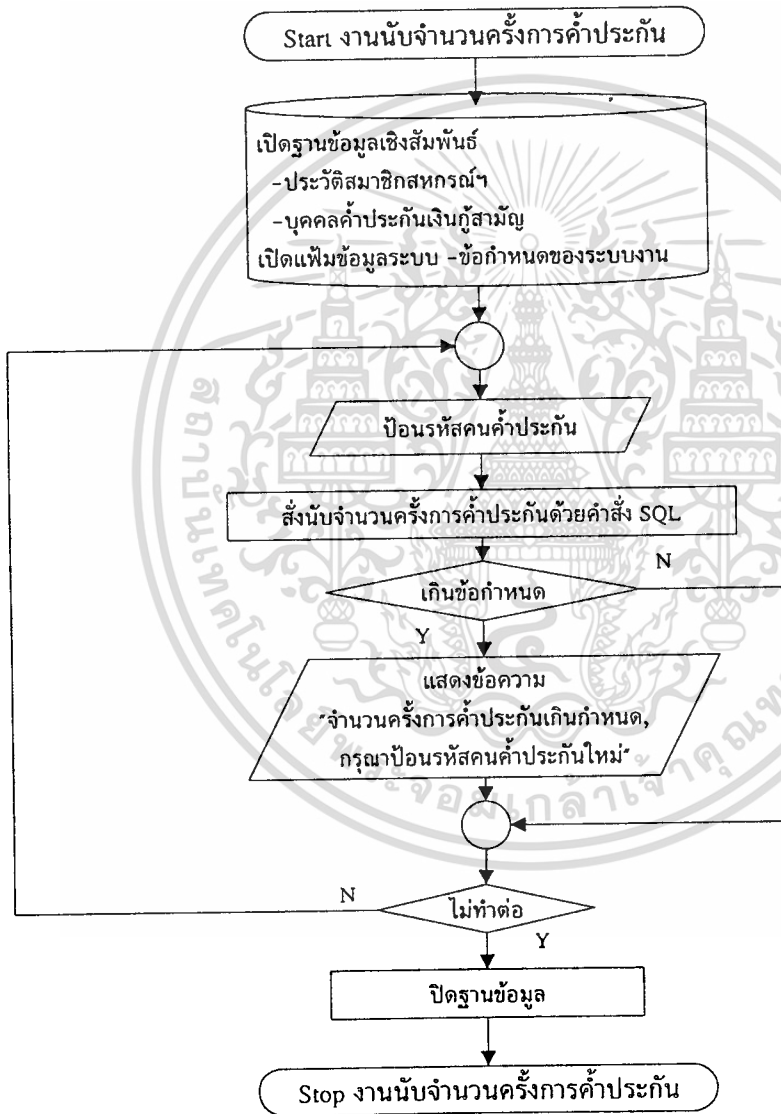 Start งานนับจำนวนครั้งการค้ำประกัน
เปิดฐานข้อมูลเชิงสัมพันธ์
-ประวัติสมาชิกสหกรณ์ฯ
-บุคคลค้ำประกันเงินกู้สามัญ
เปิดแฟ้มข้อมูลระบบ -ข้อกำหนดของระบบงาน
ป้อนรหัสคนค้ำประกัน
สั่งนับจำนวนครั้งการค้ำประกันด้วยคำสั่ง SQL
N
เกินข้อกำหนด
Y
แสดงข้อความ
"จำนวนครั้งการค้ำประกันเกินกำหนด,
กรุณาป้อนรหัสคนค้ำประกันใหม่"
N
ไม่ทำต่อ
Y
ปิดฐานข้อมูล
Stop งานนับจำนวนครั้งการค้ำประกัน